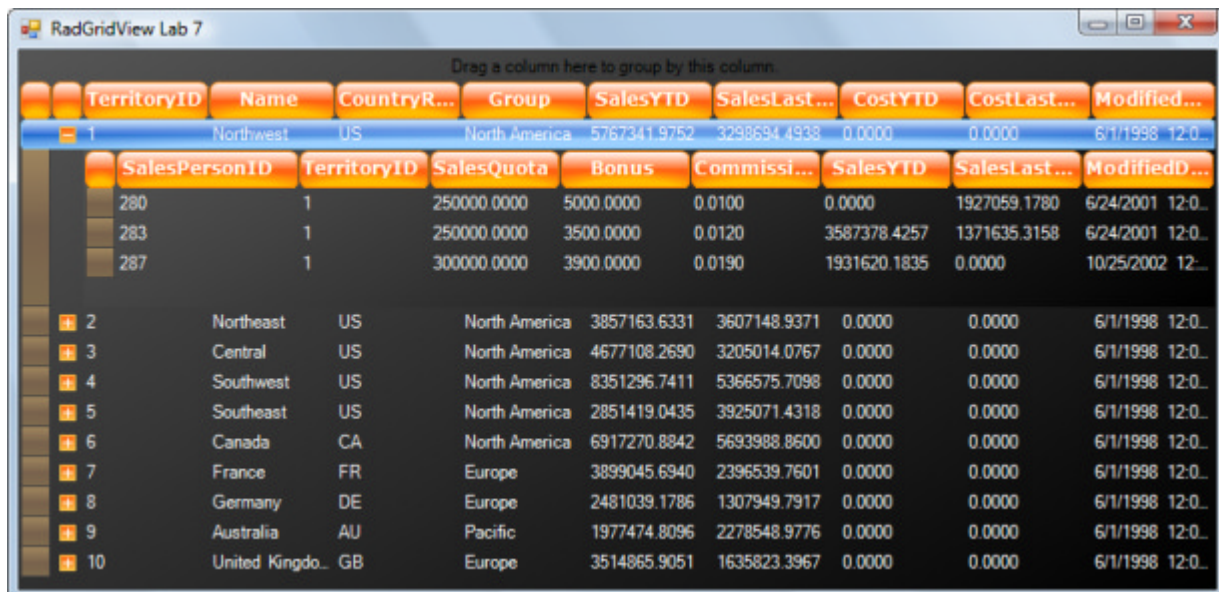 RadGridView Lab 7
Drag a column here to group by this column.
TerritoryID Name CountryR... Group SalesYTD SalesLast... CostYTD CostLast... Modified...
1 Northwest US North America 5767341.9752 3298694.4938 0.0000 0.0000 6/1/1998 12:0...
SalesPersonID TerritoryID SalesQuota Bonus Commissi... SalesYTD SalesLast... ModifiedD...
280 1 250000.0000 5000.0000 0.0100 0.0000 1927059.1780 6/24/2001 12:0...
283 1 250000.0000 3500.0000 0.0120 3587378.4257 1371635.3158 6/24/2001 12:0...
287 1 300000.0000 3900.0000 0.0190 1931620.1835 0.0000 10/25/2002 12:...
2 Northeast US North America 3857163.6331 3607148.9371 0.0000 0.0000 6/1/1998 12:0...
3 Central US North America 4677108.2690 3205014.0767 0.0000 0.0000 6/1/1998 12:0...
4 Southwest US North America 8351296.7411 5366575.7098 0.0000 0.0000 6/1/1998 12:0...
5 Southeast US North America 2851419.0435 3925071.4318 0.0000 0.0000 6/1/1998 12:0...
6 Canada CA North America 6917270.8842 5693988.8600 0.0000 0.0000 6/1/1998 12:0...
7 France FR Europe 3899045.6940 2396539.7601 0.0000 0.0000 6/1/1998 12:0...
8 Germany DE Europe 2481039.1786 1307949.7917 0.0000 0.0000 6/1/1998 12:0...
9 Australia AU Pacific 1977474.8096 2278548.9776 0.0000 0.0000 6/1/1998 12:0...
10 United Kingdo... GB Europe 3514865.9051 1635823.3967 0.0000 0.0000 6/1/1998 12:0...